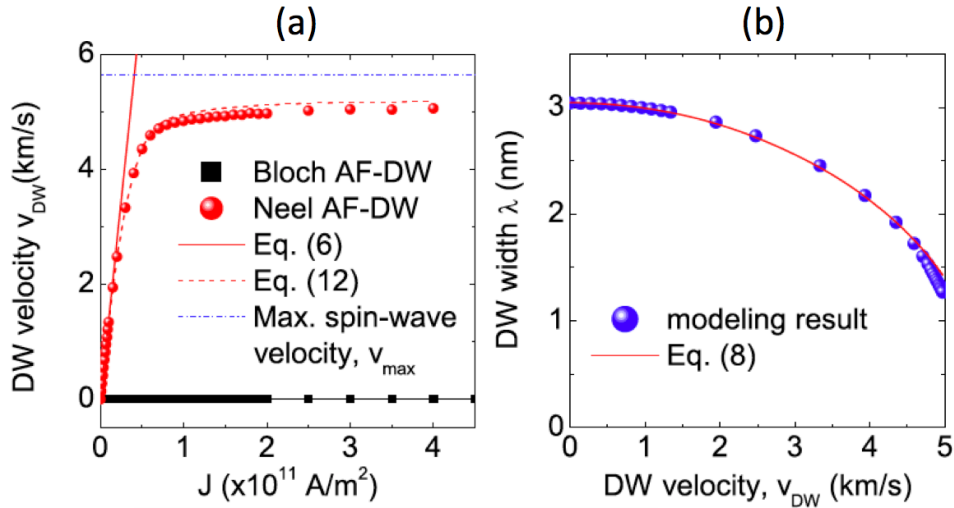 (a)
DW velocity v_DW(km/s)
6
4
2
0
Bloch AF-DW
Neel AF-DW
Eq. (6)
Eq. (12)
Max. spin-wave
velocity, v_max
0 1 2 3 4
J (x10^11 A/m^2)
(b)
DW width λ (nm)
3
2
1
0
modeling result
Eq. (8)
0 1 2 3 4 5
DW velocity, v_DW (km/s)